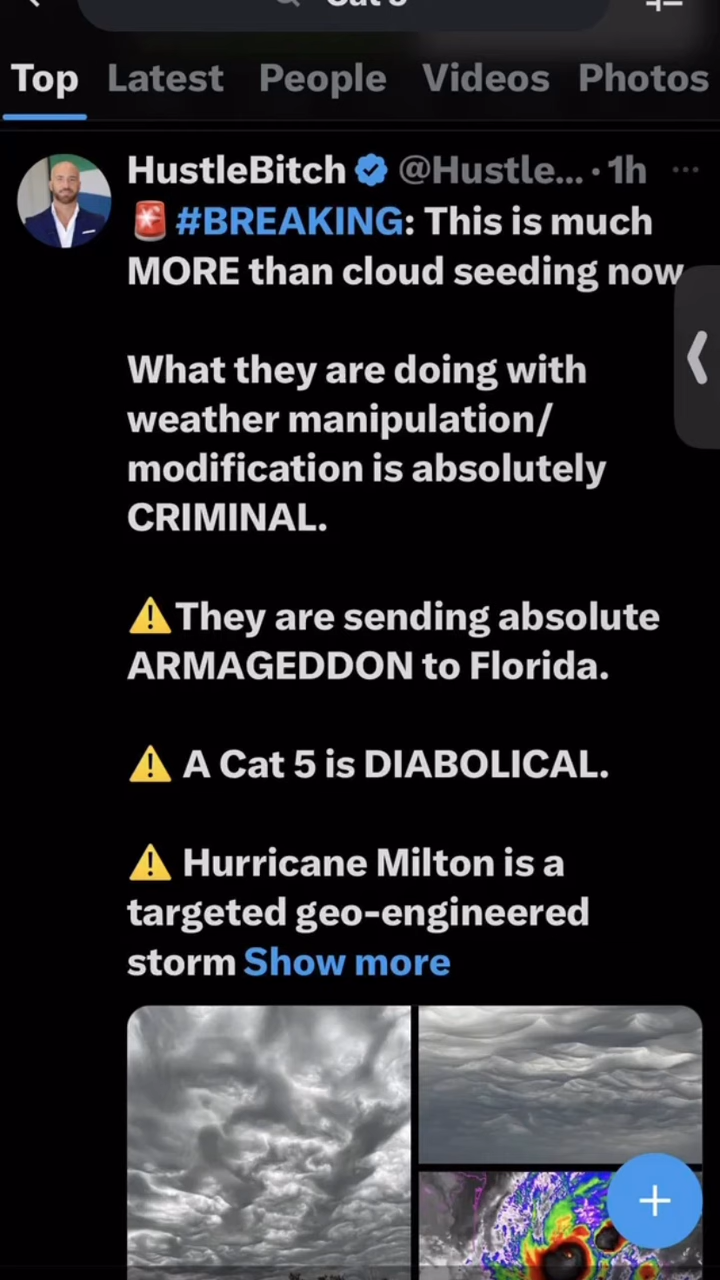 Cat 5
Top Latest People Videos Photos
HustleBitch @Hustle... · 1h ...
#BREAKING: This is much
MORE than cloud seeding now
What they are doing with
weather manipulation/
modification is absolutely
CRIMINAL.
They are sending absolute
ARMAGEDDON to Florida.
A Cat 5 is DIABOLICAL.
Hurricane Milton is a
targeted geo-engineered
storm Show more